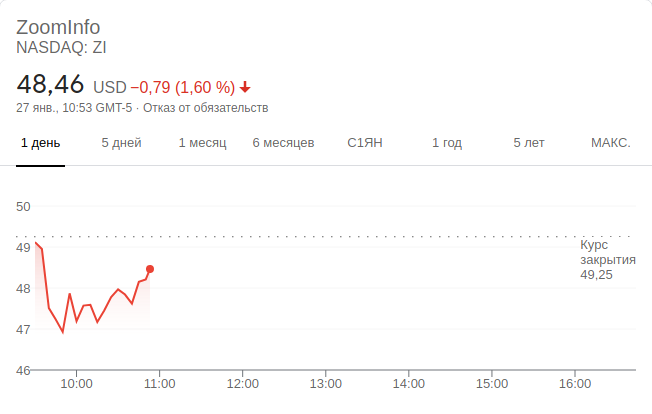 ZoomInfo
NASDAQ: ZI
48,46 USD −0,79 (1,60 %)
27 янв., 10:53 GMT-5 · Отказ от обязательств
1 день 5 дней 1 месяц 6 месяцев С1ЯН 1 год 5 лет МАКС.
50
49
48
47
46
Курс
закрытия
49,25
10:00 11:00 12:00 13:00 14:00 15:00 16:00